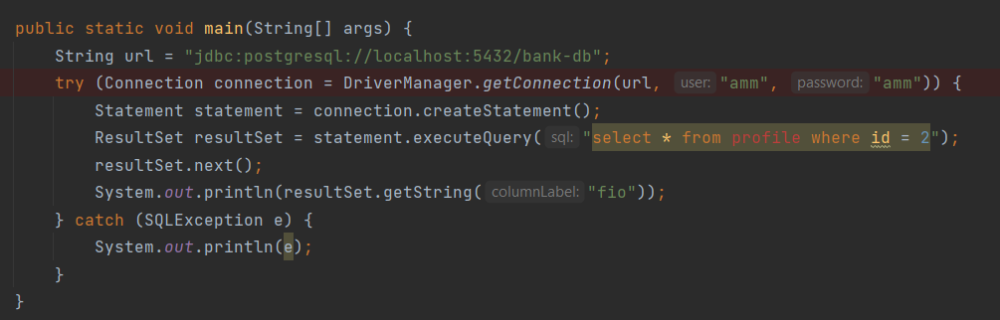 public static void main(String[] args) {
String url = "jdbc:postgresql://localhost:5432/bank-db";
try (Connection connection = DriverManager.getConnection(url, user: "amm", password: "amm")) {
Statement statement = connection.createStatement();
ResultSet resultSet = statement.executeQuery( sql: "select * from profile where id = 2");
resultSet.next();
System.out.println(resultSet.getString( columnLabel: "fio"));
} catch (SQLException e) {
System.out.println(e);
}
}